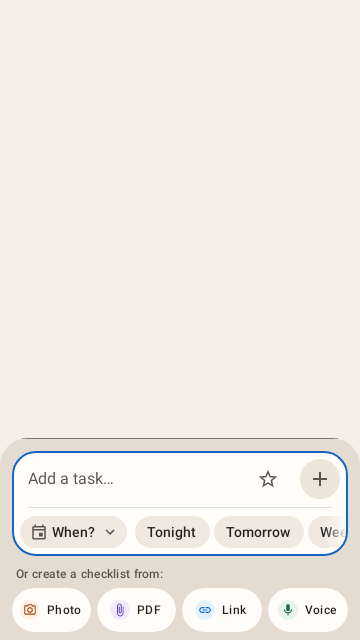 Add a task…
When? Tonight Tomorrow
Or create a checklist from:
Photo PDF Link Voice